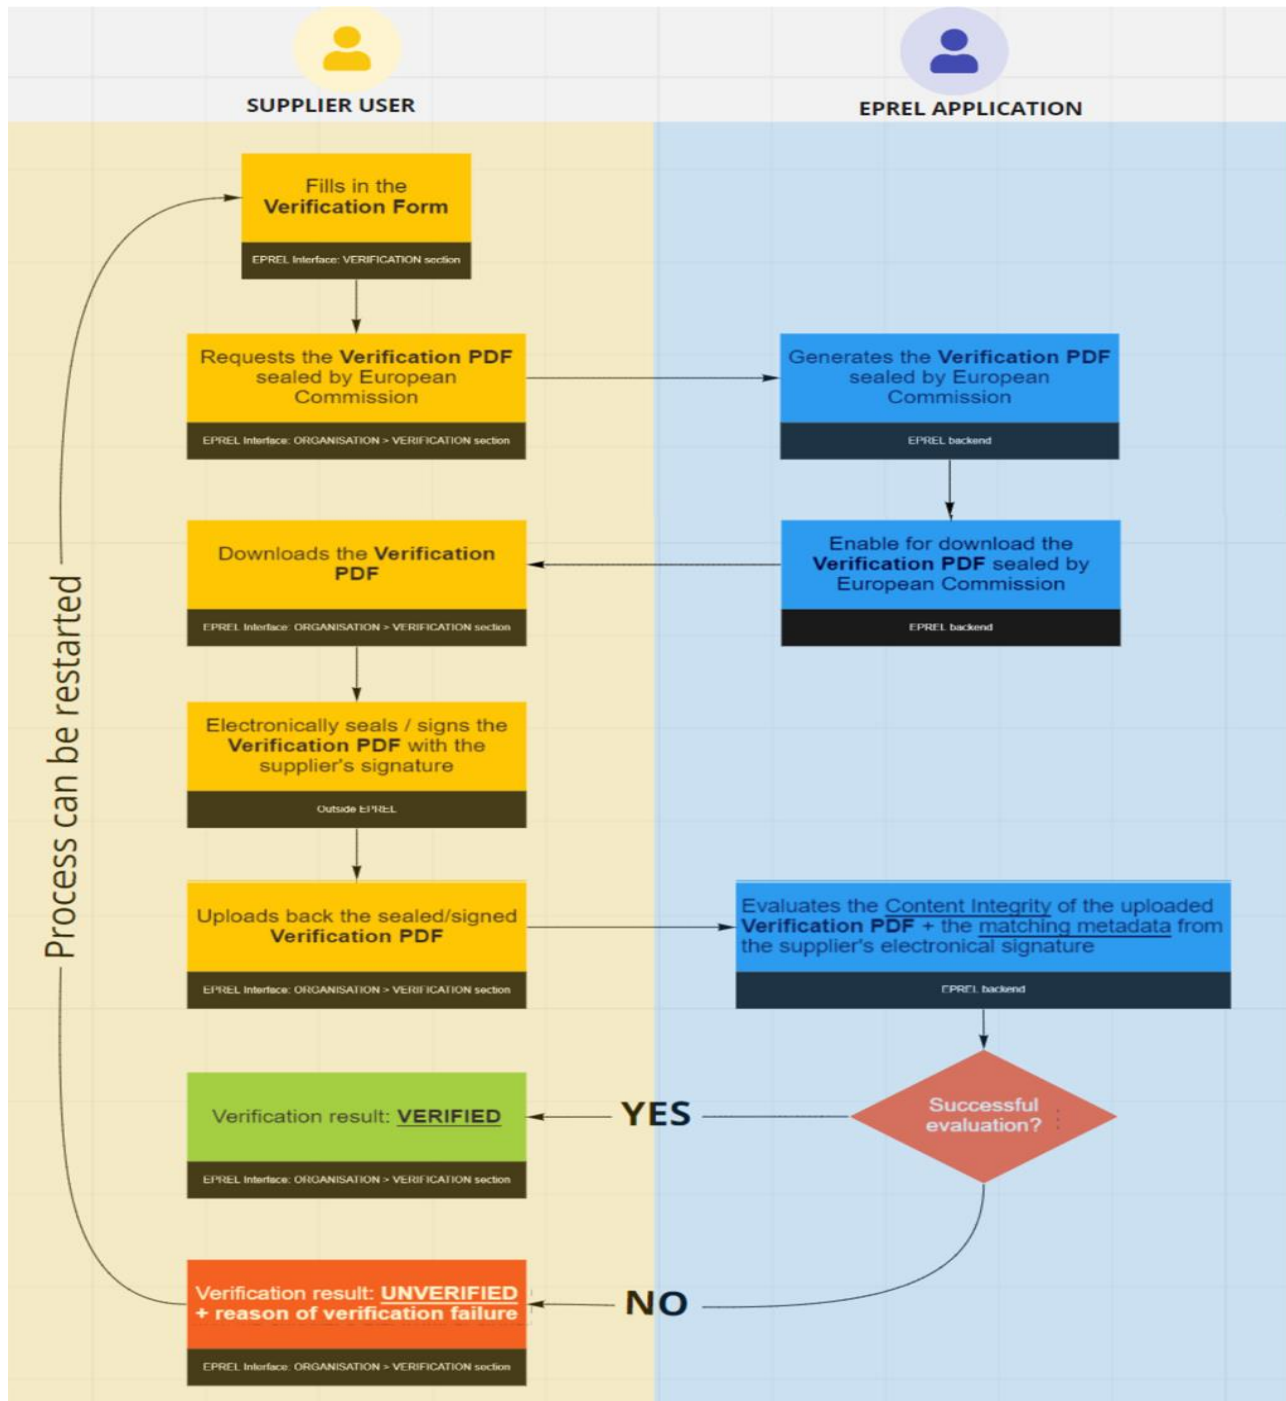 SUPPLIER USER
EPREL APPLICATION
Fills in the
Verification Form
EPREL Interface: VERIFICATION section
Requests the Verification PDF
sealed by European
Commission
EPREL Interface: ORGANISATION > VERIFICATION section
Generates the Verification PDF
sealed by European
Commission
EPREL backend
Downloads the Verification
PDF
EPREL Interface: ORGANISATION > VERIFICATION section
Enable for download the
Verification PDF sealed by
European Commission
EPREL backend
Process can be restarted
Electronically seals / signs the
Verification PDF with the
supplier's signature
Outside EPREL
Uploads back the sealed/signed
Verification PDF
EPREL Interface: ORGANISATION > VERIFICATION section
Evaluates the Content Integrity of the uploaded
Verification PDF + the matching metadata from
the supplier's electronical signature
EPREL backend
Successful
evaluation?
YES
Verification result: VERIFIED
EPREL Interface: ORGANISATION > VERIFICATION section
NO
Verification result: UNVERIFIED
+ reason of verification failure
EPREL Interface: ORGANISATION > VERIFICATION section